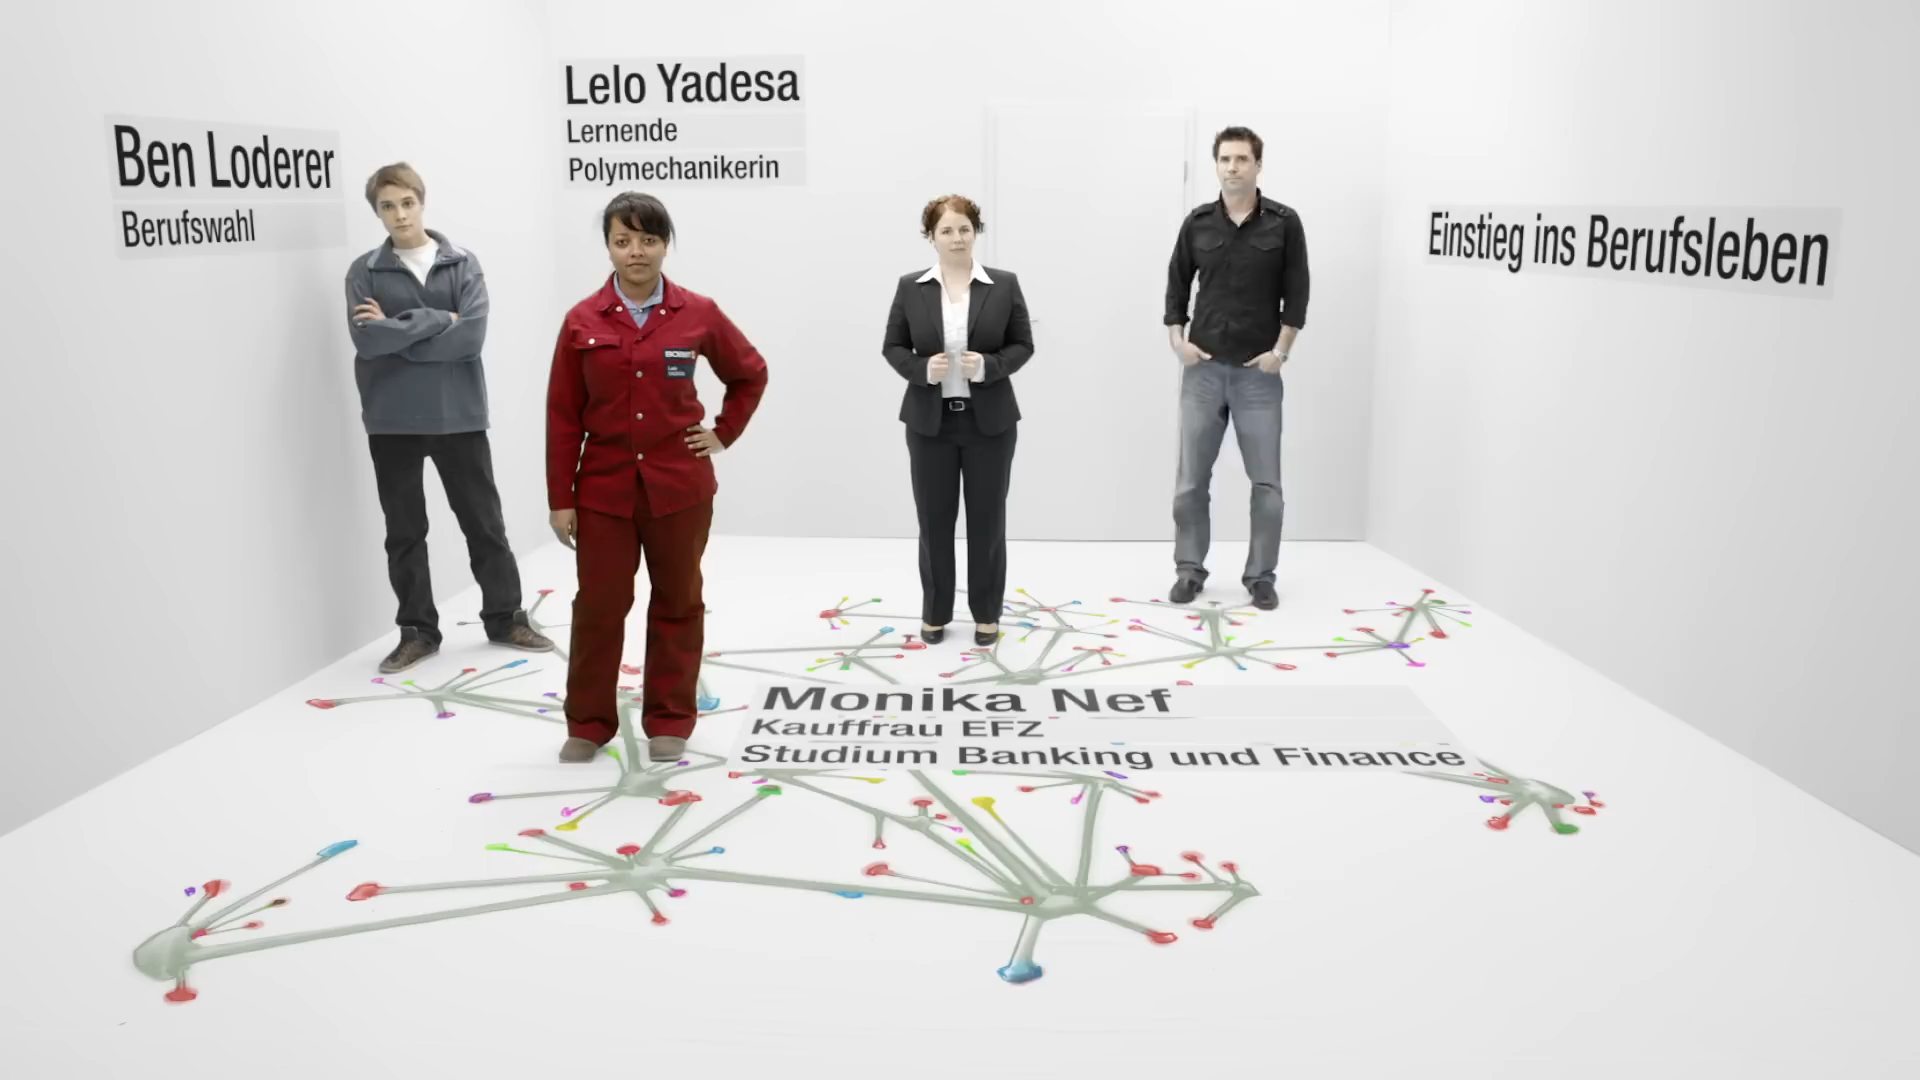 Ben Loderer
Berufswahl
Lelo Yadesa
Lernende
Polymechanikerin
Einstieg ins Berufsleben
Monika Nef
Kauffrau EFZ
Studium Banking und Finance